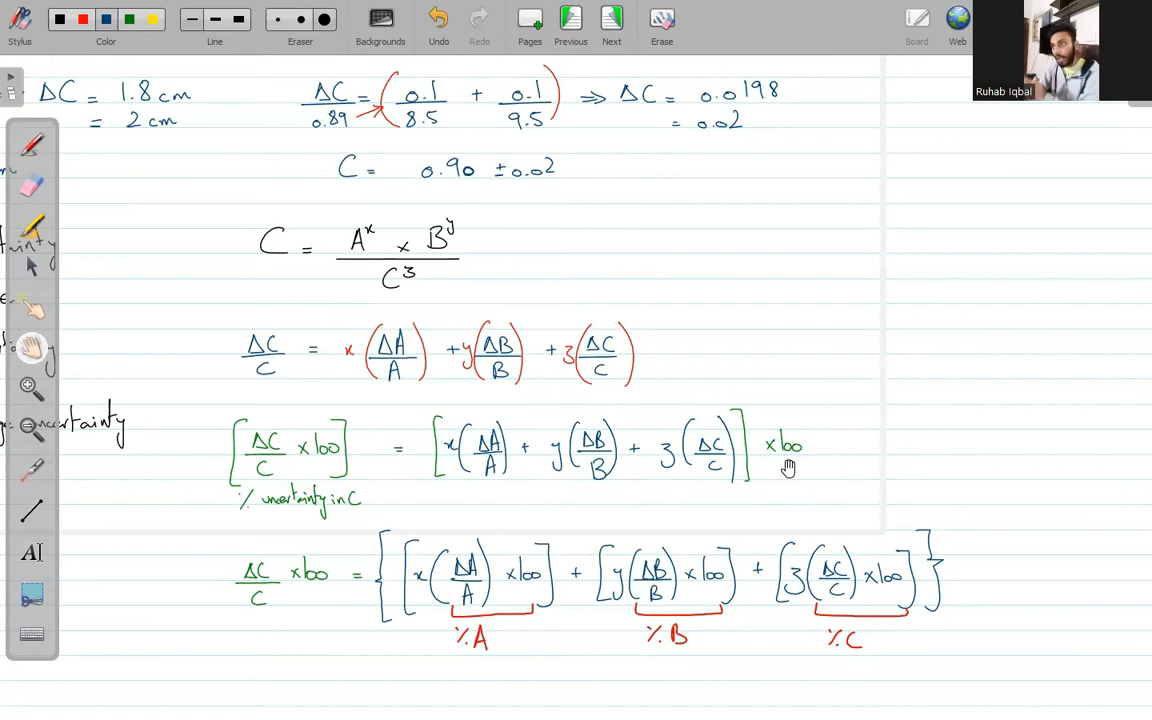 Stylus Color Line Eraser Backgrounds Undo Redo Pages Previous Next Erase Board Web
Ruhab Iqbal
ΔC = 1.8 cm
= 2 cm
ΔC/0.89 = (0.1/8.5 + 0.1/9.5) ⇒ ΔC = 0.0198
= 0.02
C = 0.90 ±0.02
C = A^x × B^y / C^3
ΔC/C = x(ΔA/A) + y(ΔB/B) + 3(ΔC/C)
uncertainty
[ΔC/C ×100] = [x(ΔA/A) + y(ΔB/B) + 3(ΔC/C)] ×100
% uncertainty in C
ΔC/C ×100 = {[x(ΔA/A) ×100] + [y(ΔB/B) ×100] + [3(ΔC/C) ×100]}
%A %B %C